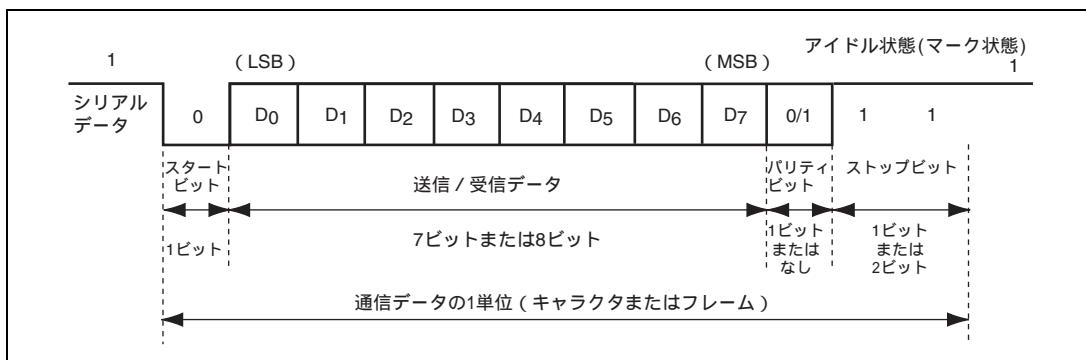 アイドル状態(マーク状態)
1 (LSB) (MSB) 1
シリアル
データ
0 D0 D1 D2 D3 D4 D5 D6 D7 0/1 1 1
スタート
ビット
送信 / 受信データ
パリティ
ビット
ストップビット
1ビット
7ビットまたは8ビット
1ビット
または
なし
1ビット
または
2ビット
通信データの1単位 ( キャラクタまたはフレーム )